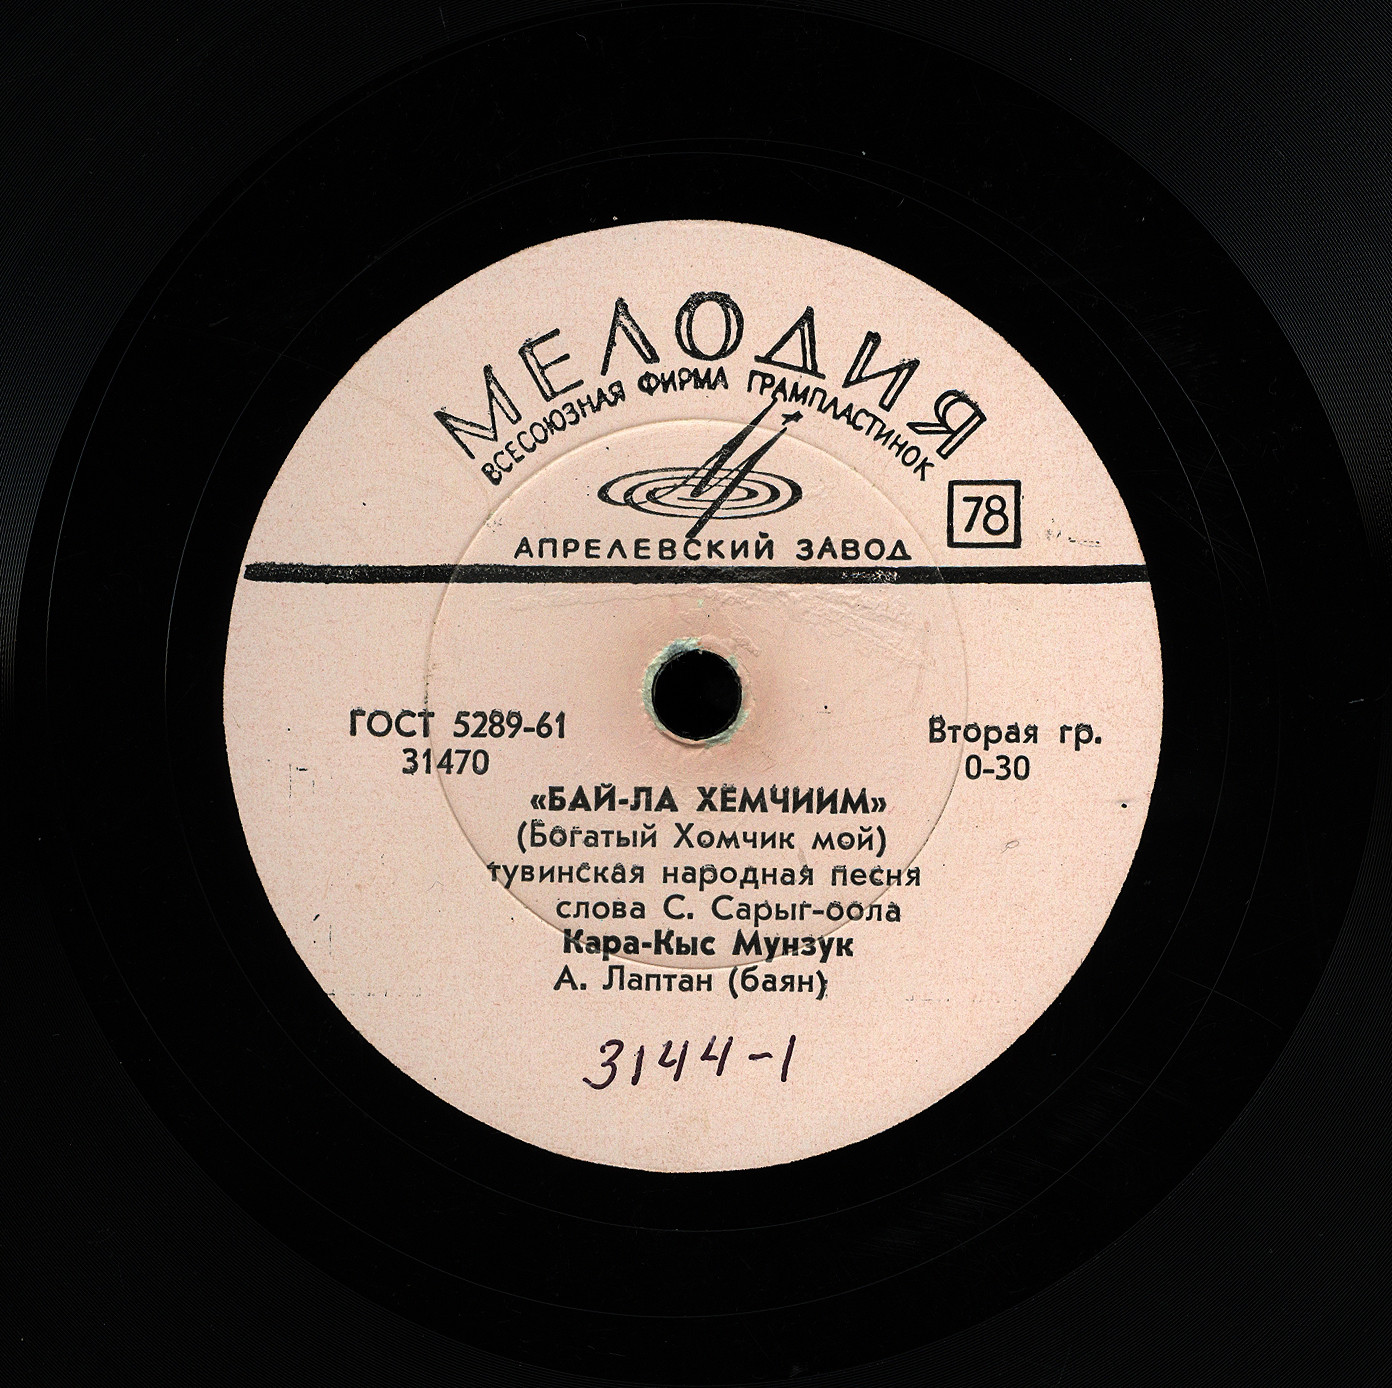 МЕЛОДИЯ
ВСЕСОЮЗНАЯ ФИРМА ГРАМПЛАСТИНОК
78
АПРЕЛЕВСКИЙ ЗАВОД
ГОСТ 5289-61
31470
Вторая гр.
0-30
«БАЙ-ЛА ХЕМЧИИМ»
(Богатый Хомчик мой)
тувинская народная песня
слова С. Сарыг-оола
Кара-Кыс Мунзук
А. Лаптан (баян)
3144-1